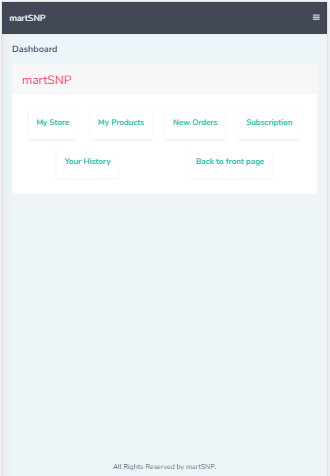 martSNP
Dashboard
martSNP
My Store My Products New Orders Subscription
Your History Back to front page
All Rights Reserved by martSNP.